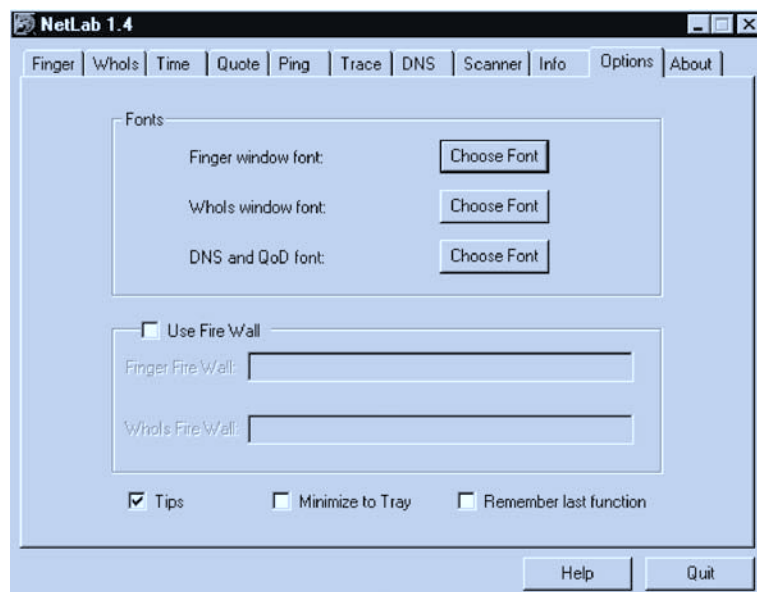 NetLab 1.4
Finger WhoIs Time Quote Ping Trace DNS Scanner Info Options About
Fonts
Finger window font: Choose Font
WhoIs window font: Choose Font
DNS and QoD font: Choose Font
Use Fire Wall
Finger Fire Wall:
WhoIs Fire Wall:
Tips Minimize to Tray Remember last function
Help Quit